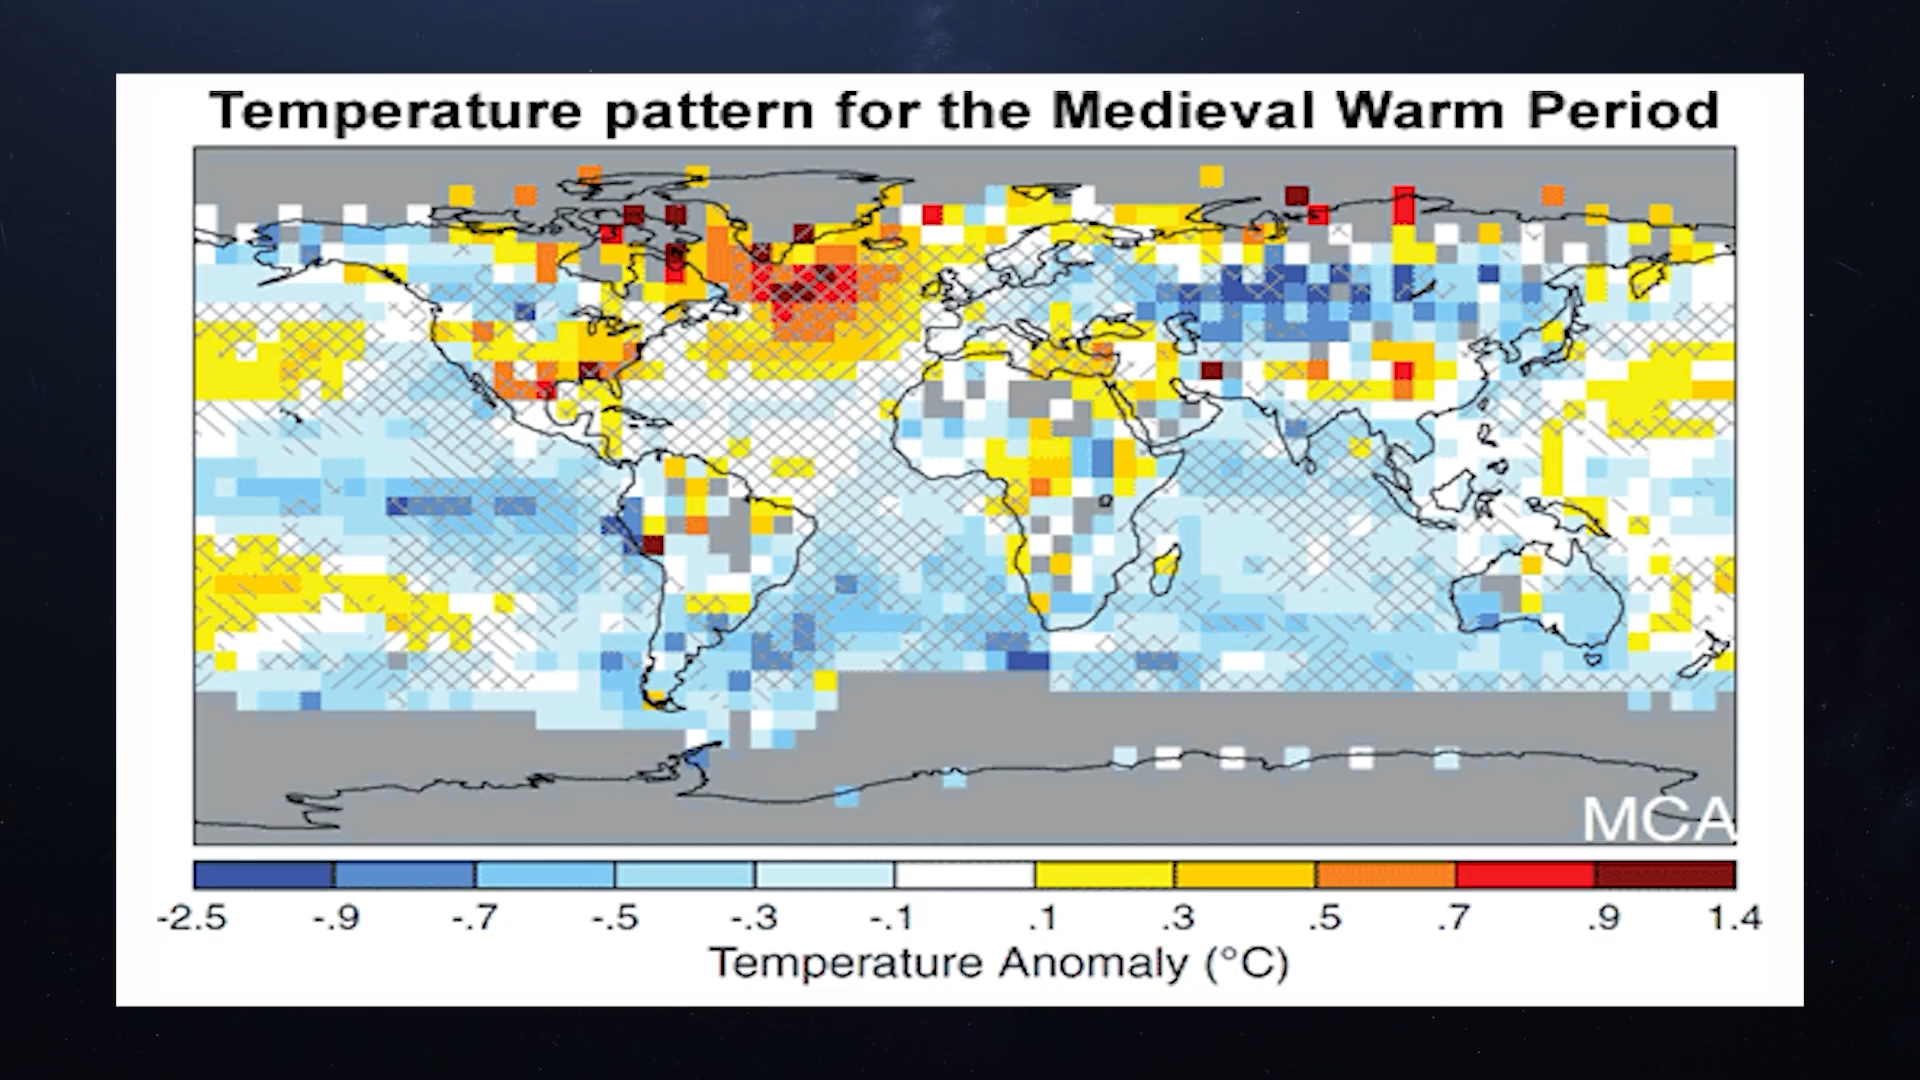 Temperature pattern for the Medieval Warm Period
MCA
-2.5 -.9 -.7 -.5 -.3 -.1 .1 .3 .5 .7 .9 1.4
Temperature Anomaly (°C)